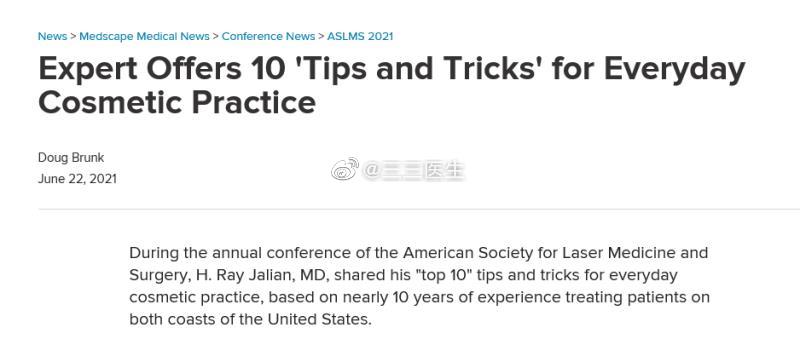 News > Medscape Medical News > Conference News > ASLMS 2021
Expert Offers 10 'Tips and Tricks' for Everyday
Cosmetic Practice
Doug Brunk
June 22, 2021
@三三医生
During the annual conference of the American Society for Laser Medicine and
Surgery, H. Ray Jalian, MD, shared his "top 10" tips and tricks for everyday
cosmetic practice, based on nearly 10 years of experience treating patients on
both coasts of the United States.